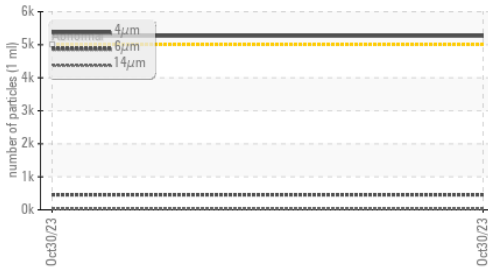 6k
5k
4k
3k
2k
1k
0k
number of particles (1 ml)
Abnormal
4μm
6μm
14μm
Oct30/23
Oct30/23